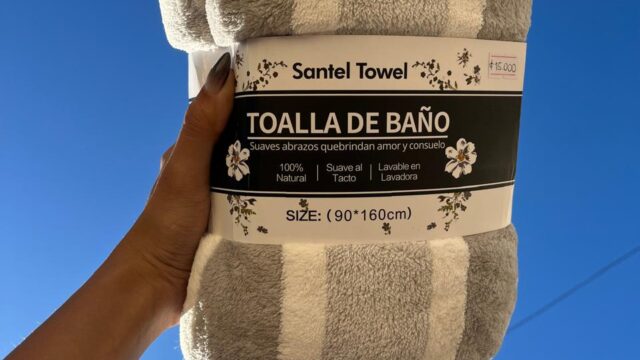 Santel Towel
$15.000
TOALLA DE BAÑO
Suaves abrazos quebrindan amor y consuelo
100%
Natural
Suave al
Tacto
Lavable en
Lavadora
SIZE: (90*160cm)